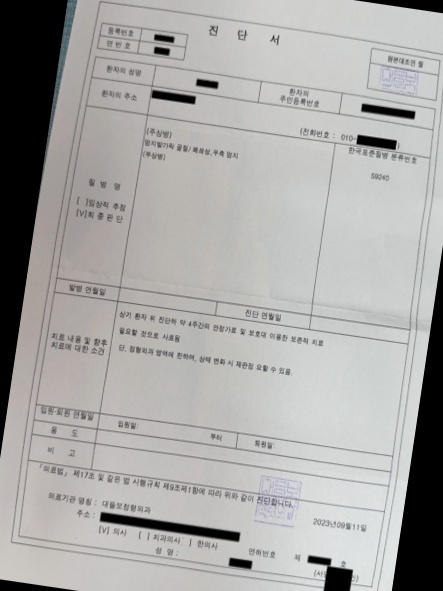 진 단 서
등록번호
연 번 호
원본대조연 월
환자의 성명
환자의
주민등록번호
환자의 주소
(전화번호 : 010- )
한국표준질병 분류번호
질 병 명
[ ]임상적 추정
[V]최 종 판 단
(주상병)
엄지발가락 골절/ 폐쇄성,우측 엄지
(부상병)
S9240
발병 연월일
진단 연월일
치료 내용 및 향후
치료에 대한 소견
상기 환자 위 진단하 약 4주간의 안정가료 및 보호대 이용한 보존적 치료
필요할 것으로 사료됨
단, 정형외과 영역에 한하며, 상태 변화 시 재판정 요할 수 있음.
입원·퇴원 연월일
입원일:
부터
퇴원일:
용 도
비 고
「의료법」 제17조 및 같은 법 시행규칙 제9조제1항에 따라 위와 같이 진단합니다.
2023년09월11일
의료기관 명칭 : 대들보정형외과
주소 :
[V] 의사 [ ] 치과의사 [ ] 한의사
면허번호 제 호
성 명 :